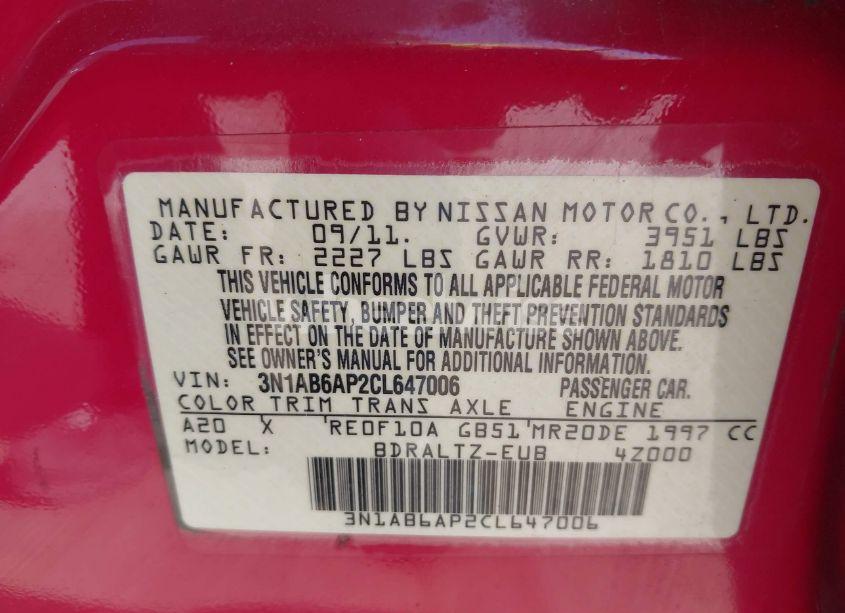 MANUFACTURED BY NISSAN MOTOR CO., LTD.
DATE: 09/11. GVWR: 3951 LBS
GAWR FR: 2227 LBS GAWR RR: 1810 LBS
THIS VEHICLE CONFORMS TO ALL APPLICABLE FEDERAL MOTOR
VEHICLE SAFETY, BUMPER AND THEFT PREVENTION STANDARDS
IN EFFECT ON THE DATE OF MANUFACTURE SHOWN ABOVE.
SEE OWNER'S MANUAL FOR ADDITIONAL INFORMATION.
VIN: 3N1AB6AP2CL647006 PASSENGER CAR.
COLOR TRIM TRANS AXLE ENGINE
A20 X RE0F10A GB51 MR20DE 1997 CC
MODEL: BDRALTZ-EUB 4Z000
3N1AB6AP2CL647006